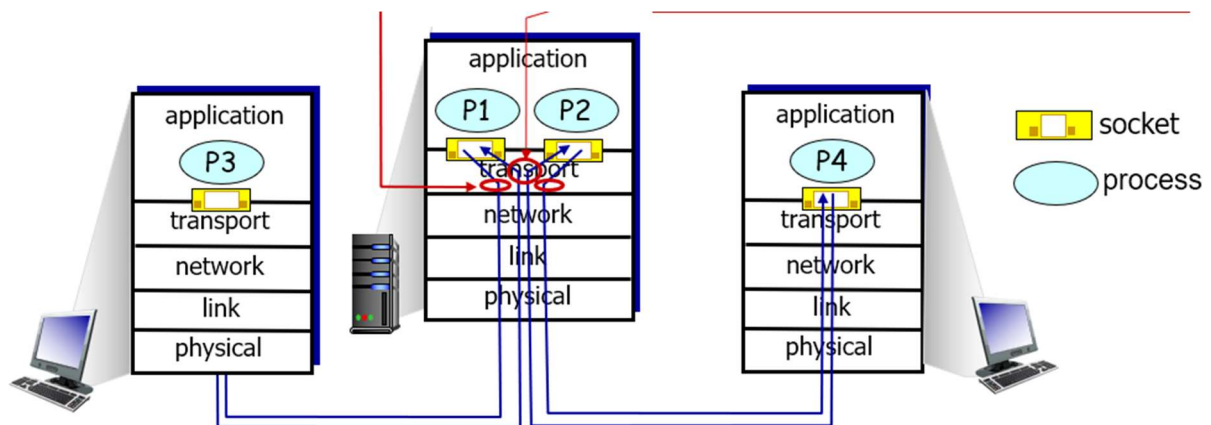 application
P3
transport
network
link
physical
application
P1 P2
transport
network
link
physical
application
P4
transport
network
link
physical
socket
process